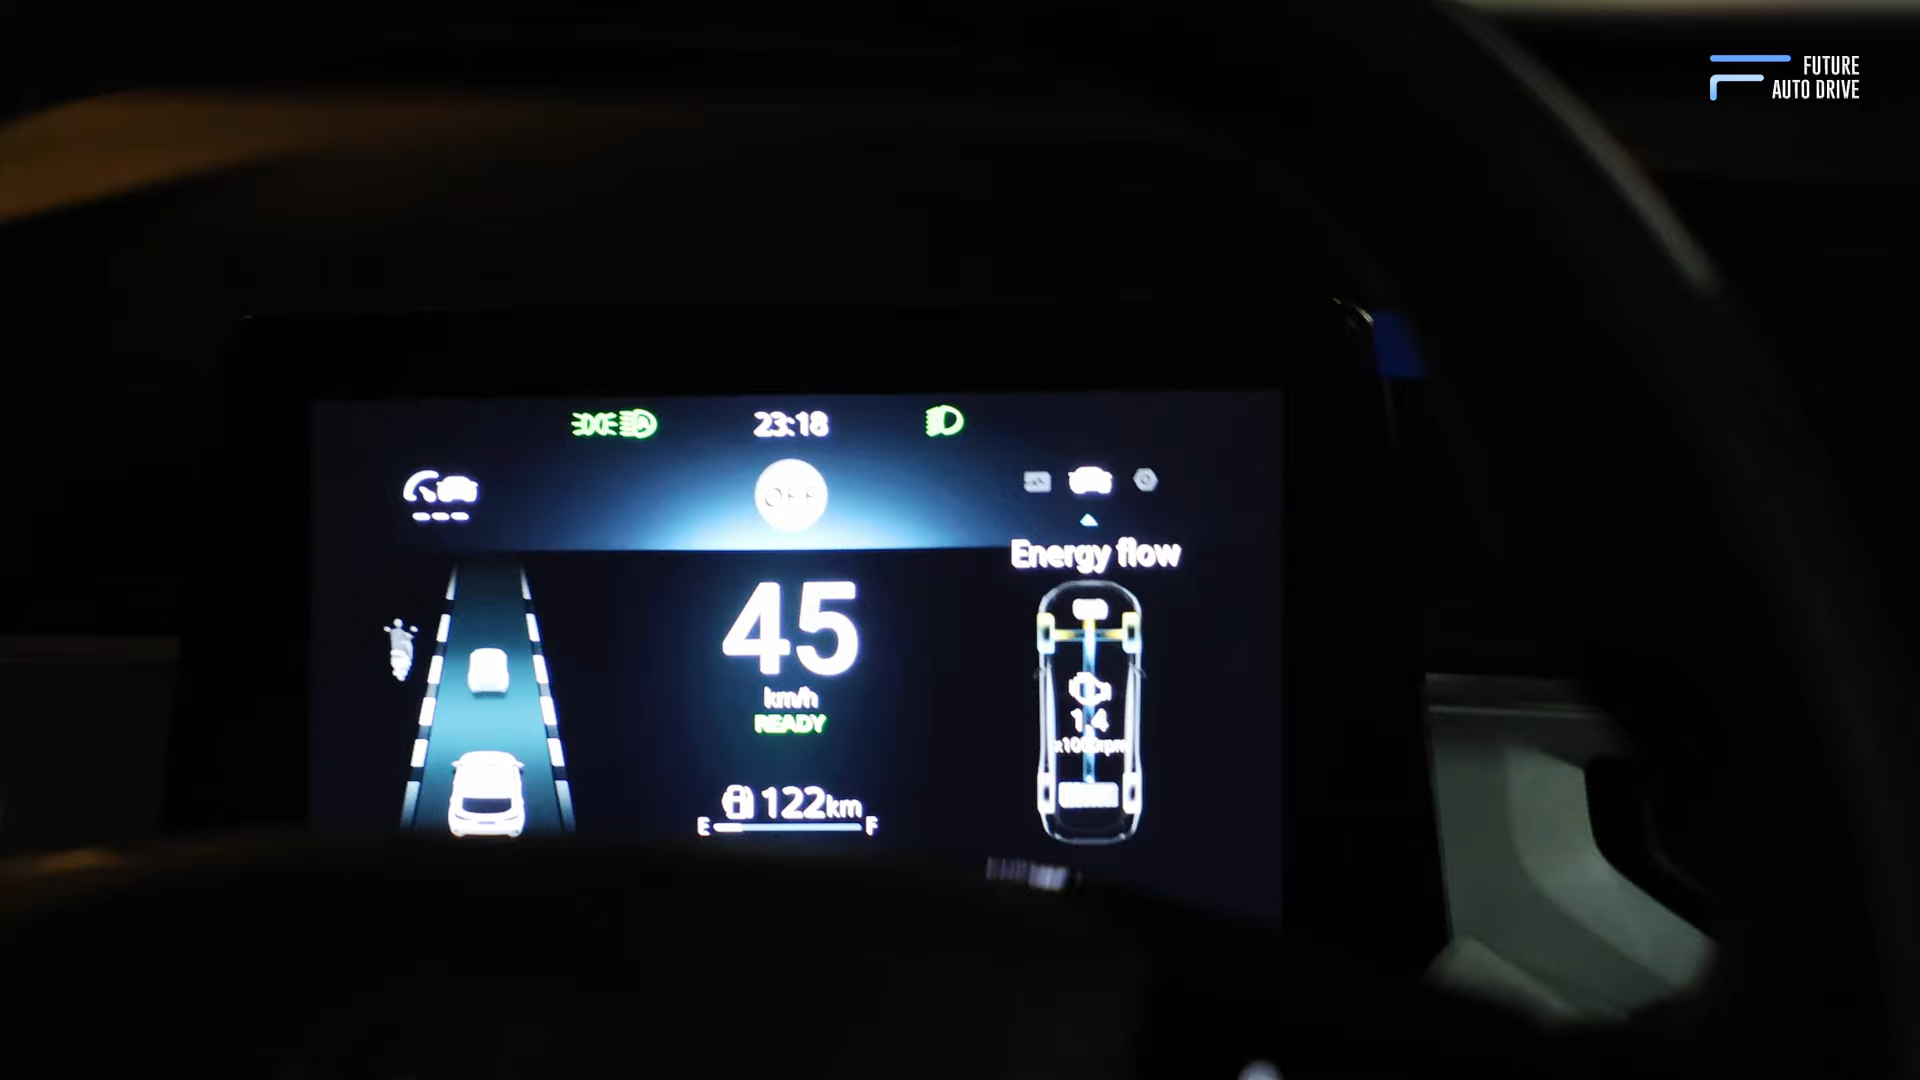 FUTURE
AUTO DRIVE
23:18
OFF
Energy flow
45
km/h
READY
1.4
x1000rpm
122km
E F